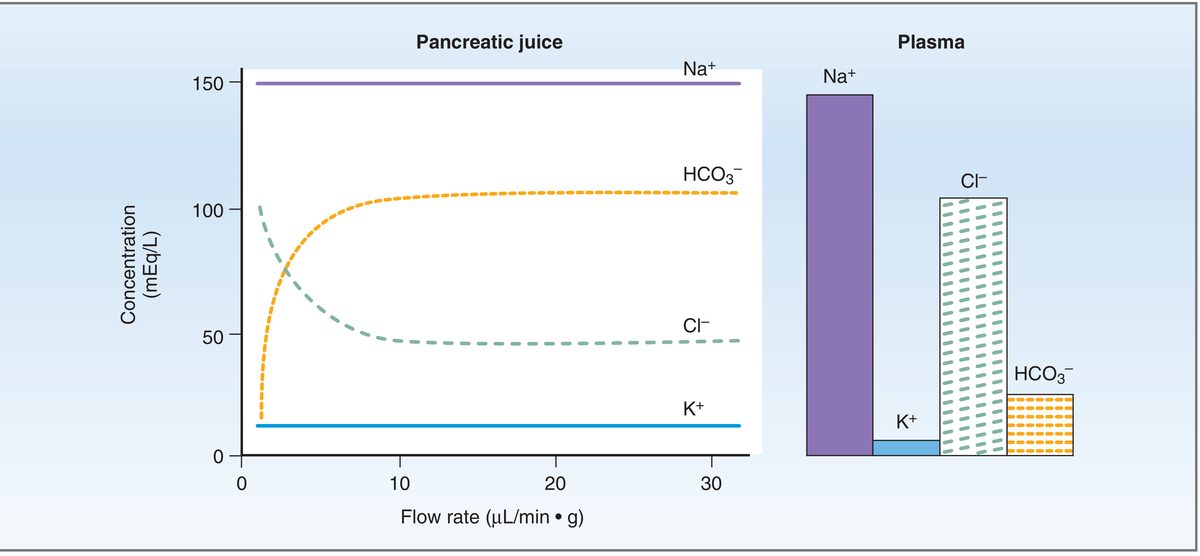 Pancreatic juice
Plasma
Concentration
(mEq/L)
150
100
50
0
Na⁺
HCO₃⁻
Cl⁻
K⁺
0 10 20 30
Flow rate (μL/min • g)
Na⁺
K⁺
Cl⁻
HCO₃⁻